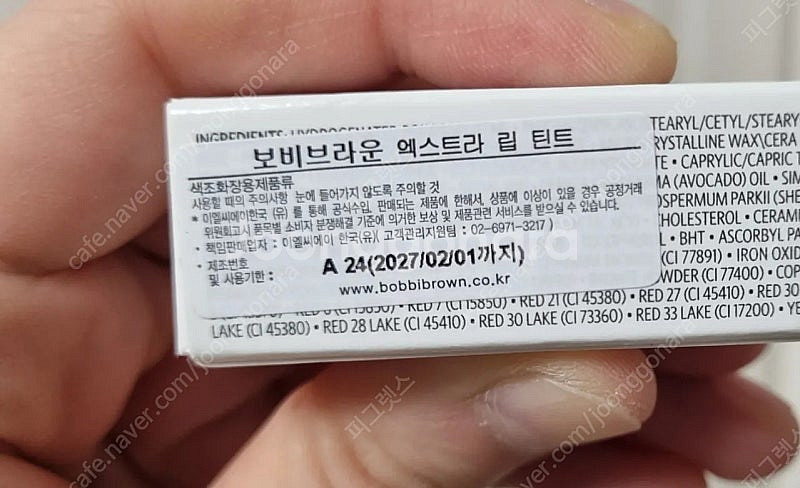 INGREDIENTS: HYDROGENATED
보비브라운 엑스트라 립 틴트
색조화장용제품류
사용할 때의 주의사항 눈에 들어가지 않도록 주의할 것
* 이엘씨에이한국 (유) 를 통해 공식수입, 판매되는 제품에 한해서, 상품에 이상이 있을 경우 공정거래
위원회고시 품목별 소비자 분쟁해결 기준에 의거한 보상 및 제품관련 서비스를 받으실 수 있습니다.
• 책임판매업자 : 이엘씨에이 한국(유)( 고객관리지원팀 : 02-6971-3217 )
• 제조번호
및 사용기한 :
A 24(2027/02/01까지)
www.bobbibrown.co.kr
TEARYL/CETYL/STEARY
RYSTALLINE WAX\CERA
TE • CAPRYLIC/CAPRIC T
MA (AVOCADO) OIL • SIM
OSPERMUM PARKII (SHE
CHOLESTEROL • CERAM
L • BHT • ASCORBYL PA
(CI 77891) • IRON OXID
WDER (CI 77400) • COP
RED 7 (CI 15850) • RED 21 (CI 45380) • RED 27 (CI 45410) • RED 30
LAKE (CI 45380) • RED 28 LAKE (CI 45410) • RED 30 LAKE (CI 73360) • RED 33 LAKE (CI 17200) • YE
cafe.naver.com/joonggonara
피그렛스
joonggonara